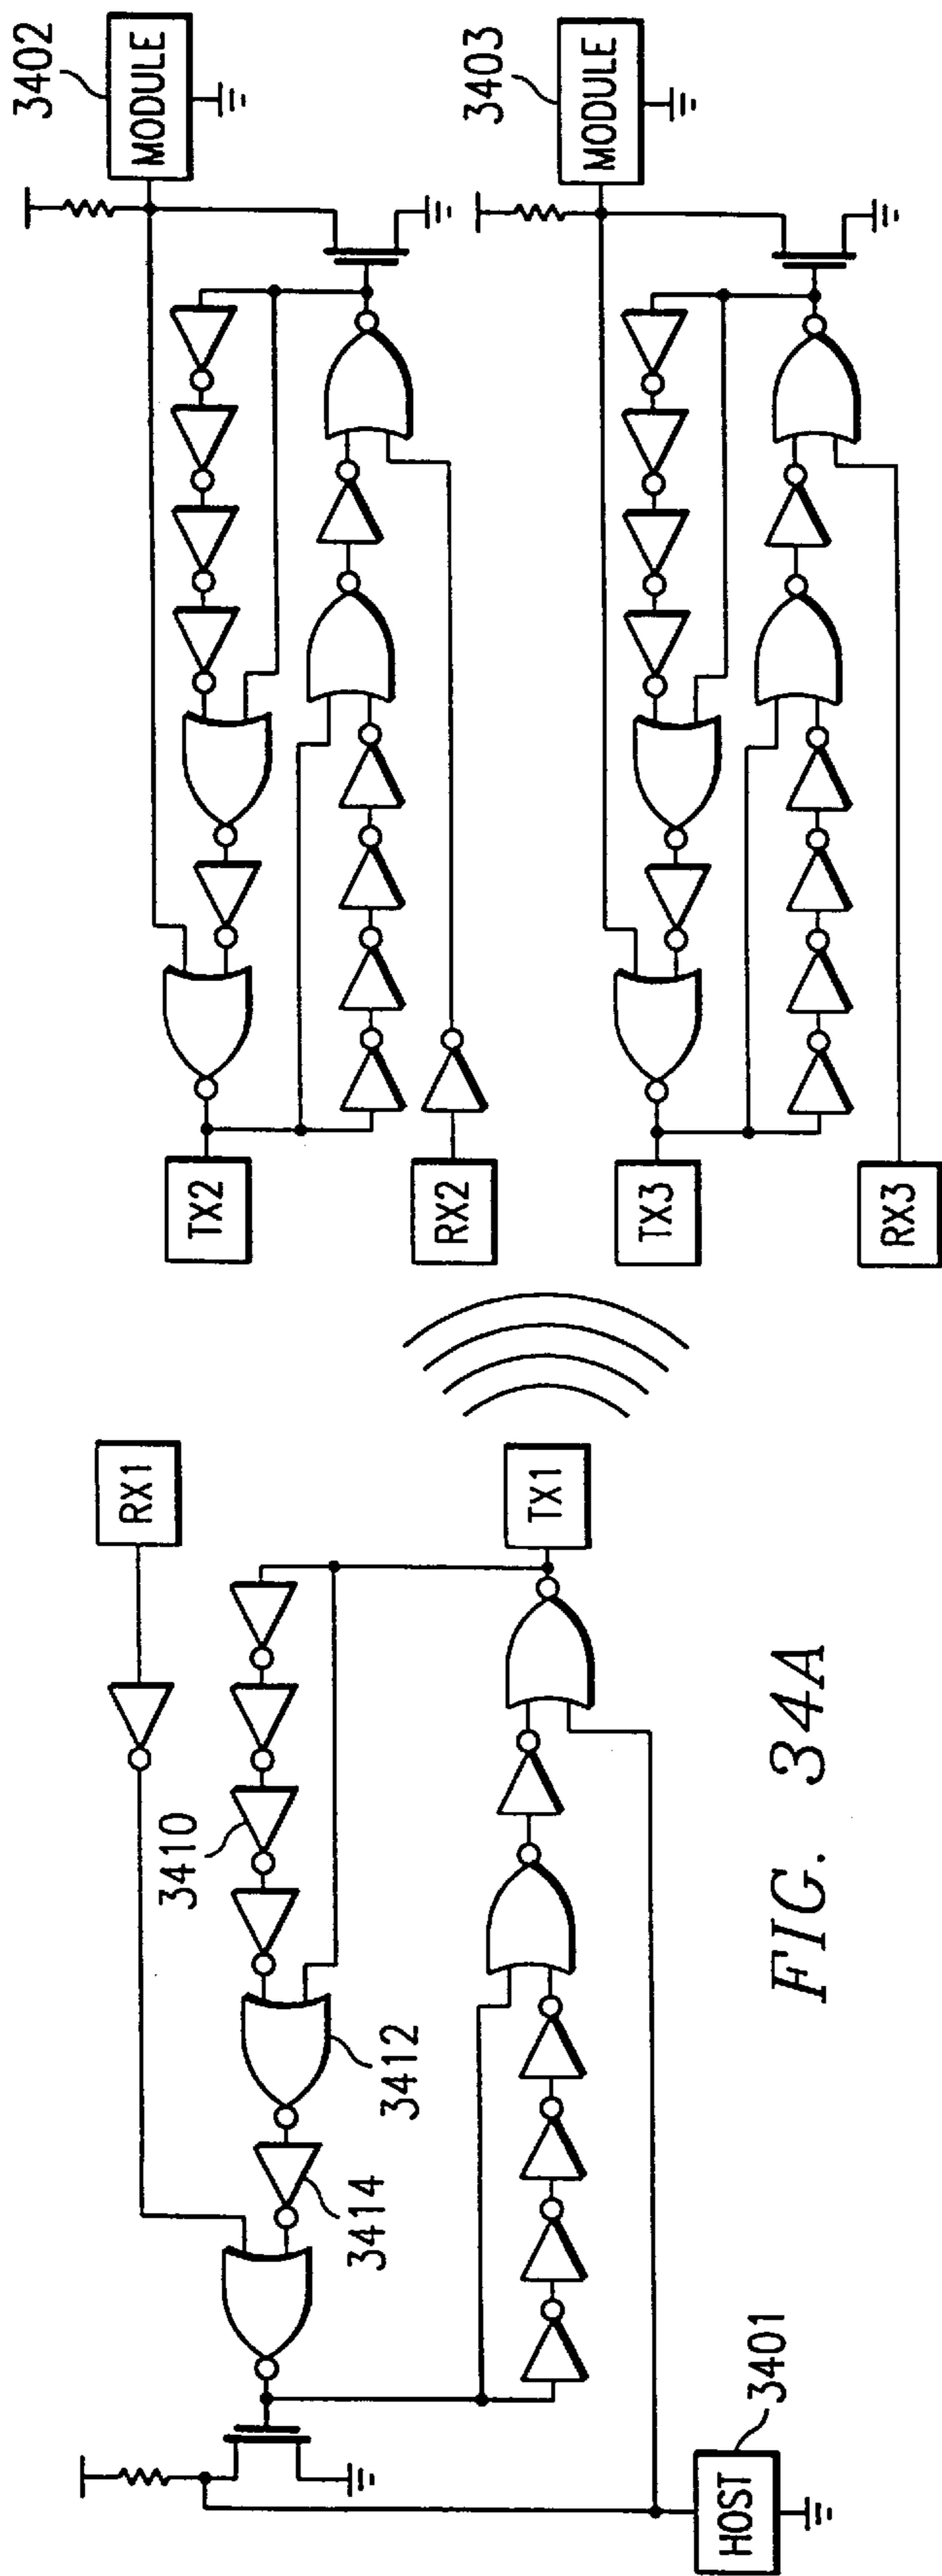 3402
MODULE
3403
MODULE
TX2
RX2
TX3
RX3
RX1
TX1
3410
3412
3414
HOST
3401
FIG. 34A